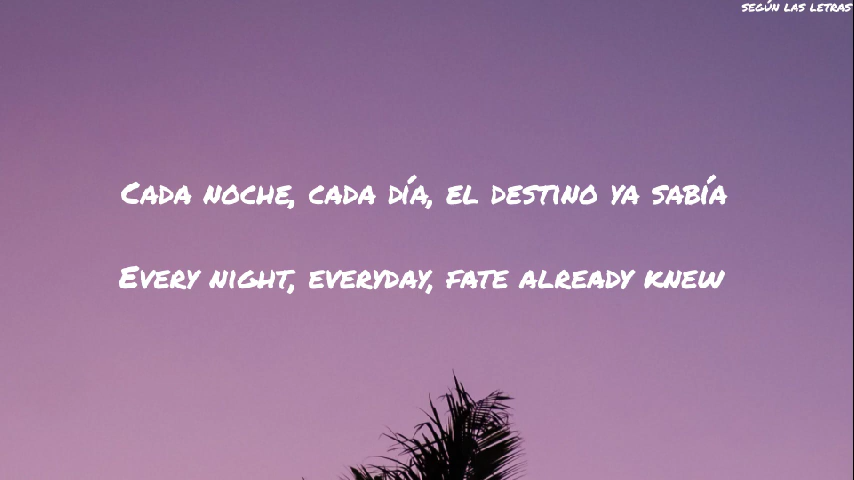 SEGÚN LAS LETRAS
CADA NOCHE, CADA DÍA, EL DESTINO YA SABÍA
EVERY NIGHT, EVERYDAY, FATE ALREADY KNEW